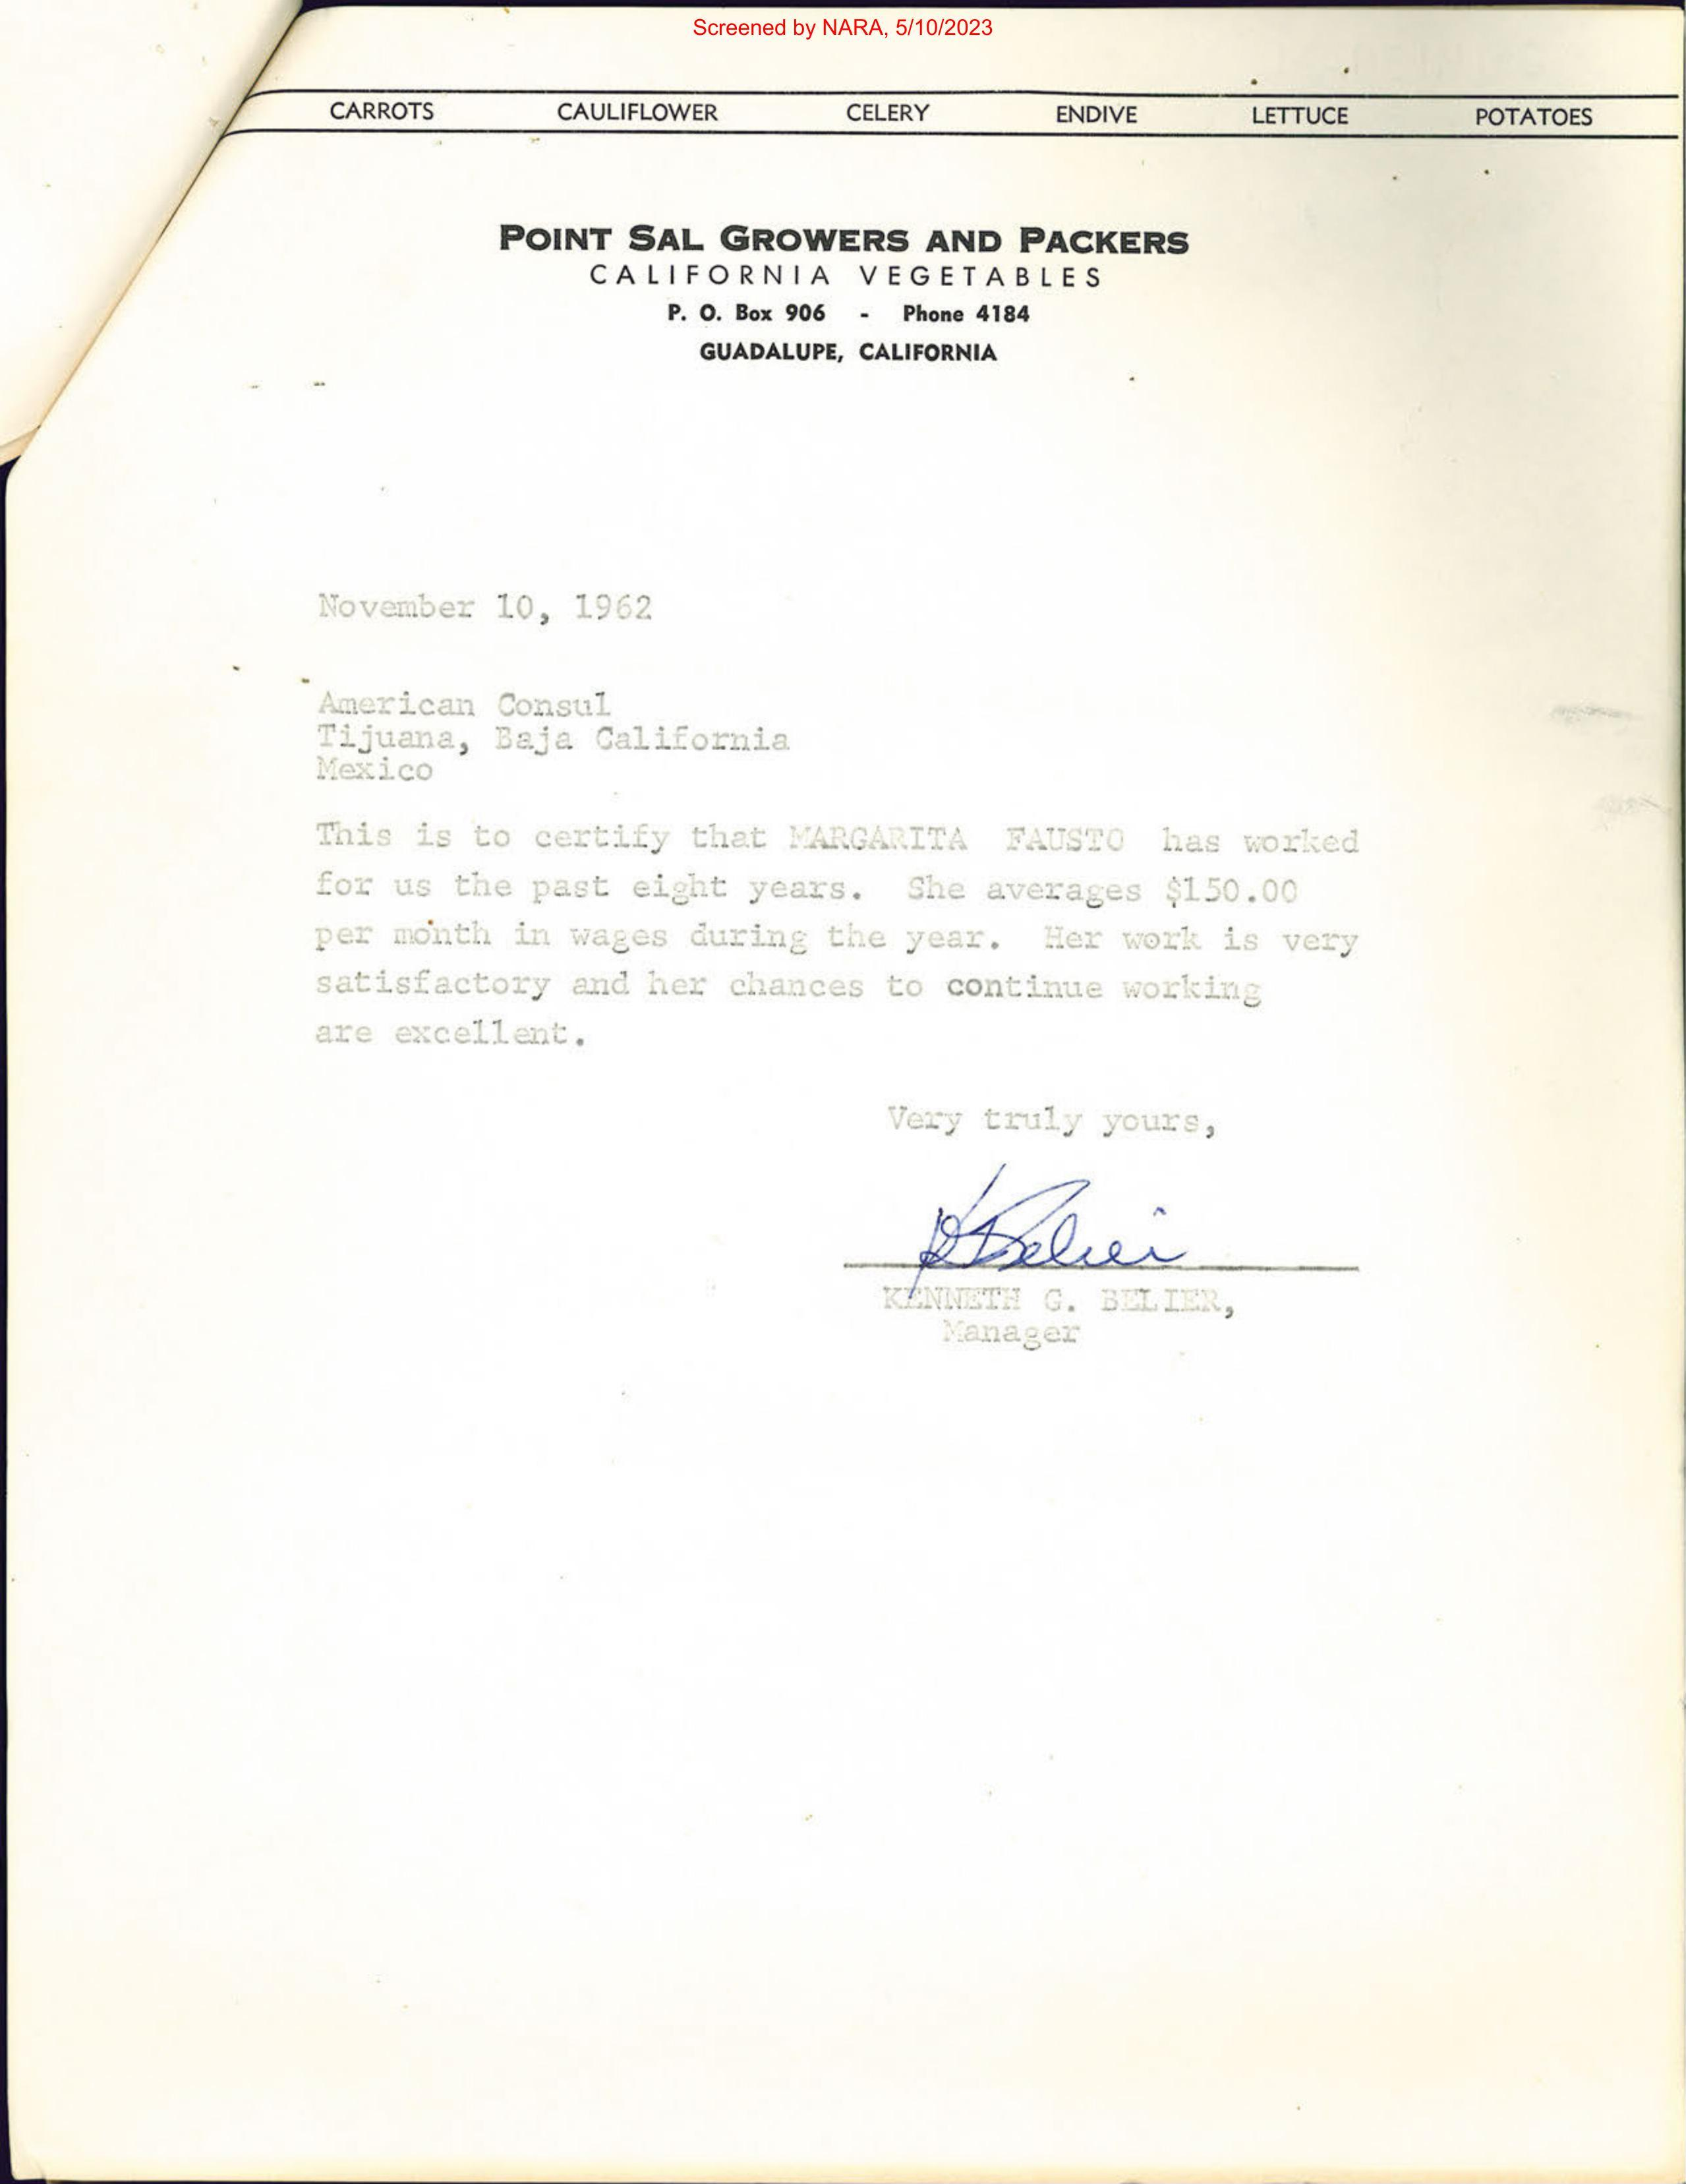 Screened by NARA, 5/10/2023
CARROTS CAULIFLOWER CELERY ENDIVE LETTUCE POTATOES
POINT SAL GROWERS AND PACKERS
CALIFORNIA VEGETABLES
P. O. Box 906 - Phone 4184
GUADALUPE, CALIFORNIA
November 10, 1962
American Consul
Tijuana, Baja California
Mexico
This is to certify that MARGARITA FAUSTO has worked
for us the past eight years. She averages $150.00
per month in wages during the year. Her work is very
satisfactory and her chances to continue working
are excellent.
Very truly yours,
KENNETH G. BELIER,
Manager